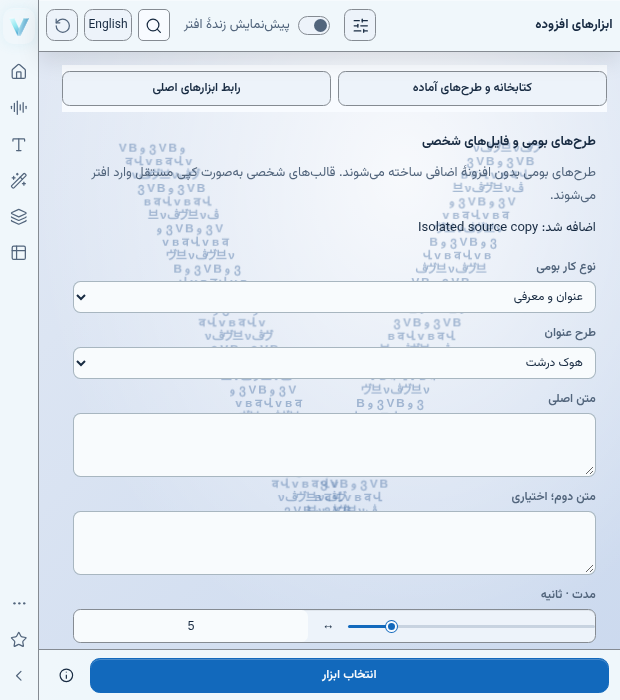 ابزارهای افزوده
پیش‌نمایش زندهٔ افتر
English
کتابخانه و طرح‌های آماده
رابط ابزارهای اصلی
طرح‌های بومی و فایل‌های شخصی
طرح‌های بومی بدون افزونهٔ اضافی ساخته می‌شوند. قالب‌های شخصی به‌صورت کپی مستقل وارد افتر
می‌شوند.
اضافه شد: Isolated source copy
نوع کار بومی
عنوان و معرفی
طرح عنوان
هوک درشت
متن اصلی
متن دوم؛ اختیاری
مدت · ثانیه
5
انتخاب ابزار